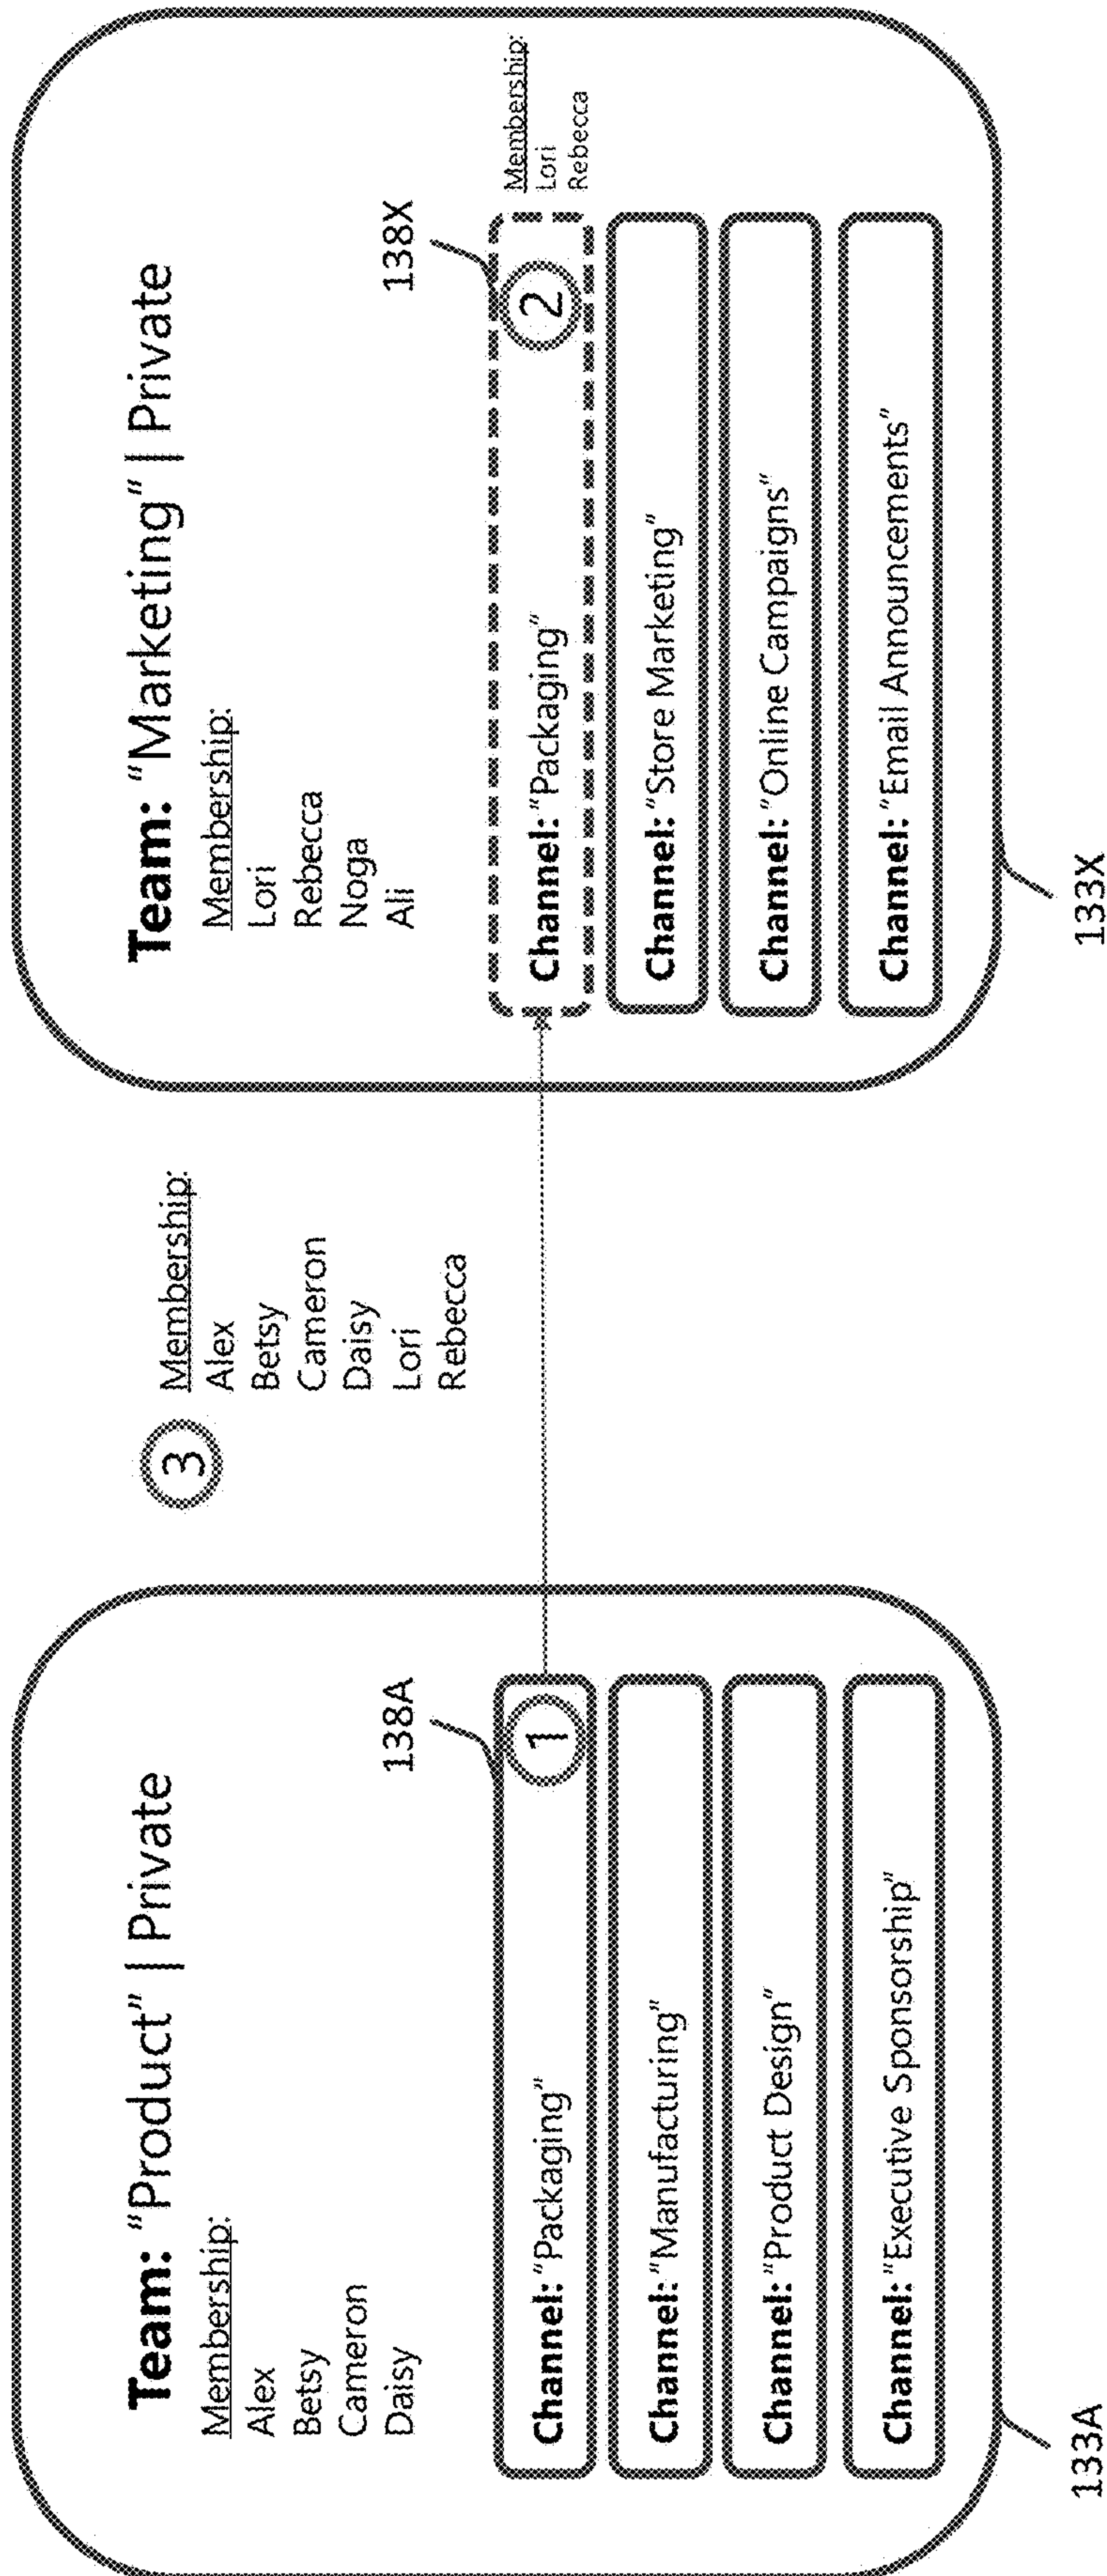 Team: “Product” | Private
Membership:
Alex
Betsy
Cameron
Daisy
138A
Channel: “Packaging”
1
Channel: “Manufacturing”
Channel: “Product Design”
Channel: “Executive Sponsorship”
133A
3
Membership:
Alex
Betsy
Cameron
Daisy
Lori
Rebecca
Team: “Marketing” | Private
Membership:
Lori
Rebecca
Noga
Ali
138X
Channel: “Packaging”
2
Membership:
Lori
Rebecca
Channel: “Store Marketing”
Channel: “Online Campaigns”
Channel: “Email Announcements”
133X